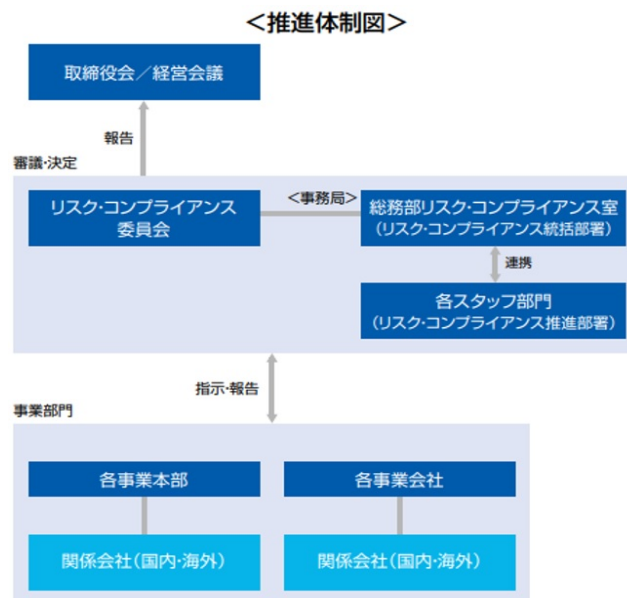 ＜推進体制図＞
取締役会／経営会議
報告
審議・決定
リスク・コンプライアンス
委員会
＜事務局＞
総務部リスク・コンプライアンス室
（リスク・コンプライアンス統括部署）
連携
各スタッフ部門
（リスク・コンプライアンス推進部署）
指示・報告
事業部門
各事業本部
各事業会社
関係会社（国内・海外）
関係会社（国内・海外）